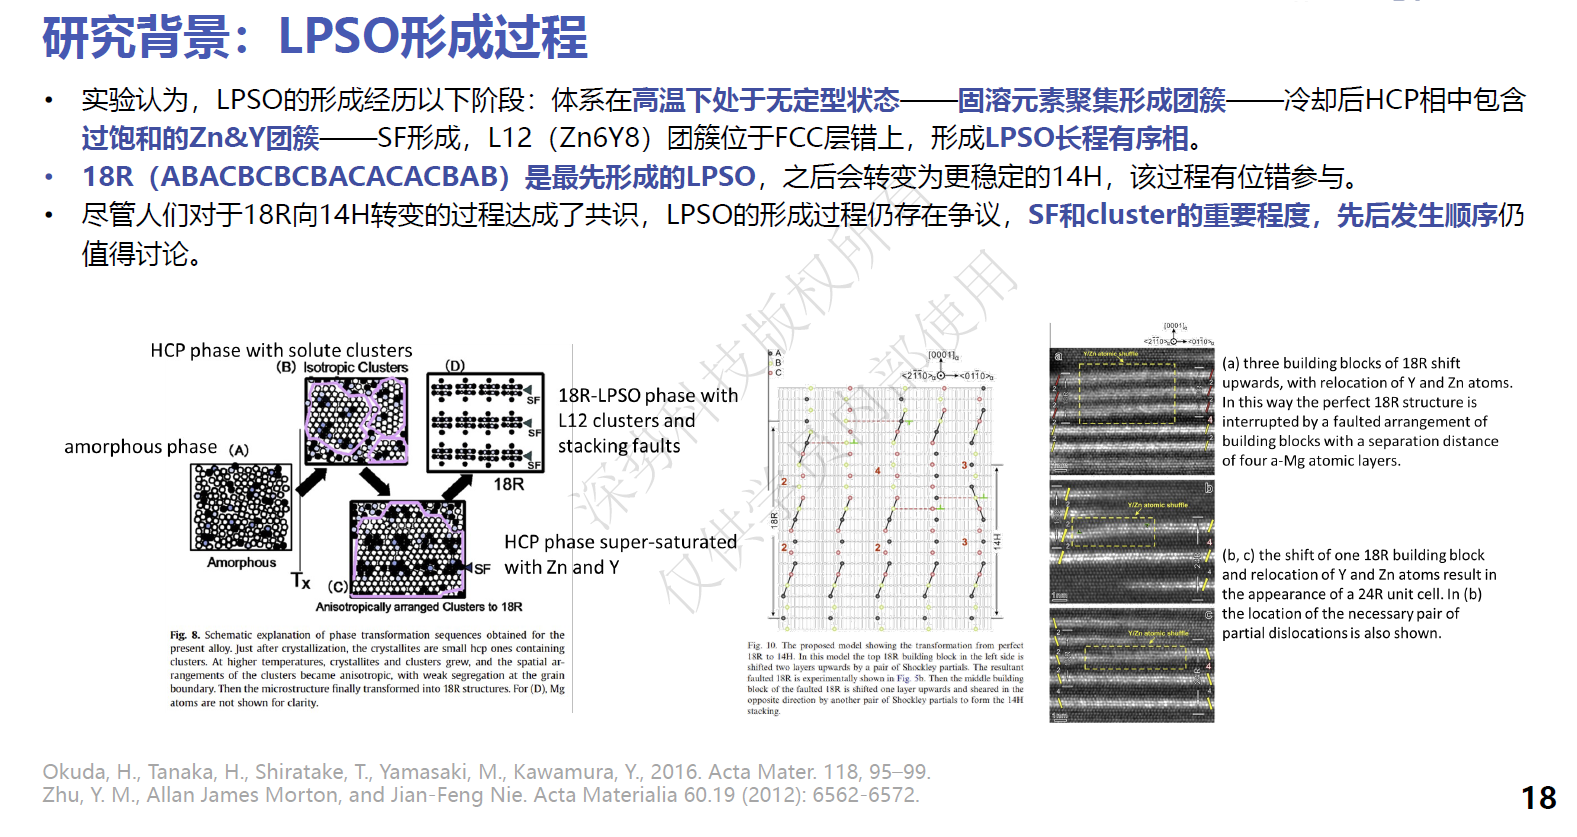 研究背景：LPSO形成过程
• 实验认为，LPSO的形成经历以下阶段：体系在高温下处于无定型状态——固溶元素聚集形成团簇——冷却后HCP相中包含
过饱和的Zn&Y团簇——SF形成，L12（Zn6Y8）团簇位于FCC层错上，形成LPSO长程有序相。
• 18R（ABACBCBCBACACACBAB）是最先形成的LPSO，之后会转变为更稳定的14H，该过程有位错参与。
• 尽管人们对于18R向14H转变的过程达成了共识，LPSO的形成过程仍存在争议，SF和cluster的重要程度，先后发生顺序仍
值得讨论。
HCP phase with solute clusters
(B) Isotropic Clusters
(D)
SF
SF
SF
18R
18R-LPSO phase with
L12 clusters and
stacking faults
amorphous phase (A)
Amorphous
Tx
(C)
SF
HCP phase super-saturated
with Zn and Y
Anisotropically arranged Clusters to 18R
Fig. 8. Schematic explanation of phase transformation sequences obtained for the
present alloy. Just after crystallization, the crystallites are small hcp ones containing
clusters. At higher temperatures, crystallites and clusters grew, and the spatial ar-
rangements of the clusters became anisotropic, with weak segregation at the grain
boundary. Then the microstructure finally transformed into 18R structures. For (D), Mg
atoms are not shown for clarity.
A
B
C
[0001]α
<2110>α <0110>α
18R
2
2
4
2
3
3
14H
Fig. 10. The proposed model showing the transformation from perfect
18R to 14H. In this model the top 18R building block in the left side is
shifted two layers upwards by a pair of Shockley partials. The resultant
faulted 18R is experimentally shown in Fig. 5b. Then the middle building
block of the faulted 18R is shifted one layer upwards and sheared in the
opposite direction by another pair of Shockley partials to form the 14H
stacking.
[0001]α
<2110>α <0110>α
a
Y/Zn atomic shuffle
b
Y/Zn atomic shuffle
1nm
c
Y/Zn atomic shuffle
1nm
(a) three building blocks of 18R shift
upwards, with relocation of Y and Zn atoms.
In this way the perfect 18R structure is
interrupted by a faulted arrangement of
building blocks with a separation distance
of four a-Mg atomic layers.
(b, c) the shift of one 18R building block
and relocation of Y and Zn atoms result in
the appearance of a 24R unit cell. In (b)
the location of the necessary pair of
partial dislocations is also shown.
深势科技版权所有
仅供学员内部使用
Okuda, H., Tanaka, H., Shiratake, T., Yamasaki, M., Kawamura, Y., 2016. Acta Mater. 118, 95–99.
Zhu, Y. M., Allan James Morton, and Jian-Feng Nie. Acta Materialia 60.19 (2012): 6562-6572.
18